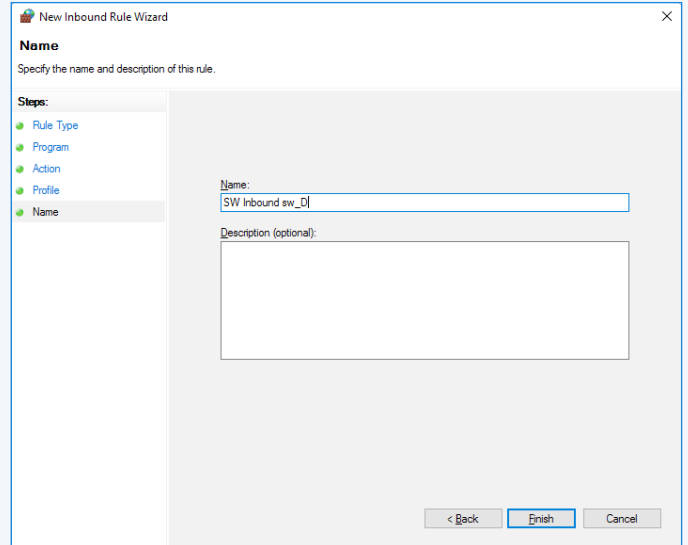 New Inbound Rule Wizard
Name
Specify the name and description of this rule.
Steps:
Rule Type
Program
Action
Profile
Name
Name:
SW Inbound sw_D
Description (optional):
< Back Finish Cancel